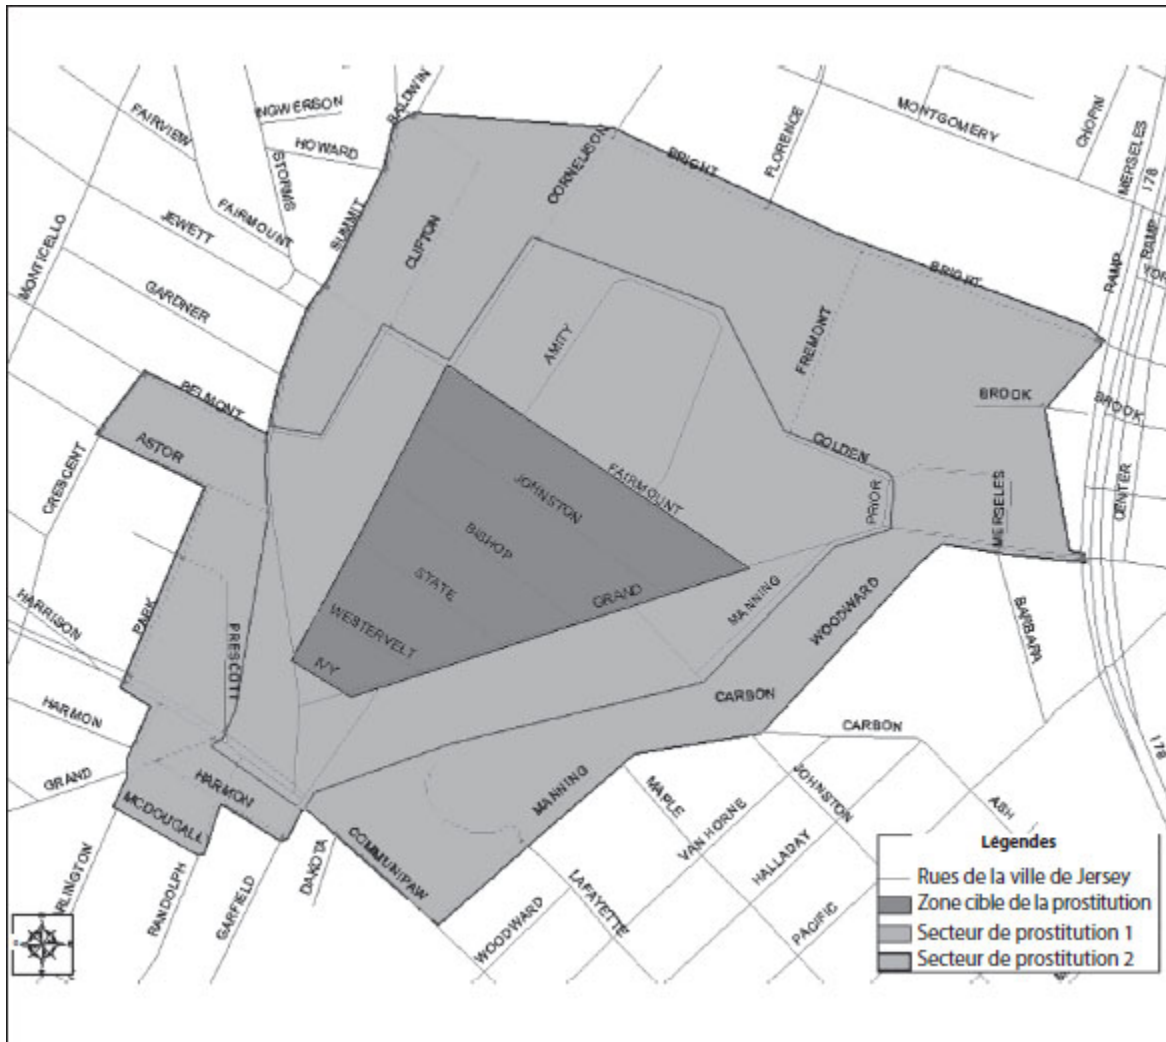 BALDWIN
INGWERSON
FAIRVIEW
HOWARD
STORMS
MONTGOMERY
CHOPIN
FLORENCE
MERSELES
178
CORNELISON
BRIGHT
SUMMIT
CLIFTON
FAIRMOUNT
JEWETT
MONTICELLO
GARDNER
RAMP
RAMP
BRIGHT
AMITY
FREMONT
BELMONT
BROOK
BROOK
ASTOR
CRESCENT
GOLDEN
FAIRMOUNT
JOHNSTON
PRIOR
MERSELES
CENTER
BISHOP
STATE
GRAND
MANNING
WOODWARD
BARBARA
WESTERVELT
IVY
HARRISON
PARK
PRESCOTT
CARBON
CARBON
HARMON
GRAND
HARMON
MCDOUGALL
MANNING
MAPLE
JOHNSTON
VAN HORNE
HALLADAY
ASH
178
COMMUNIPAW
DAKOTA
GARFIELD
RANDOLPH
ARLINGTON
LAFAYETTE
WOODWARD
PACIFIC
Légendes
Rues de la ville de Jersey
Zone cible de la prostitution
Secteur de prostitution 1
Secteur de prostitution 2